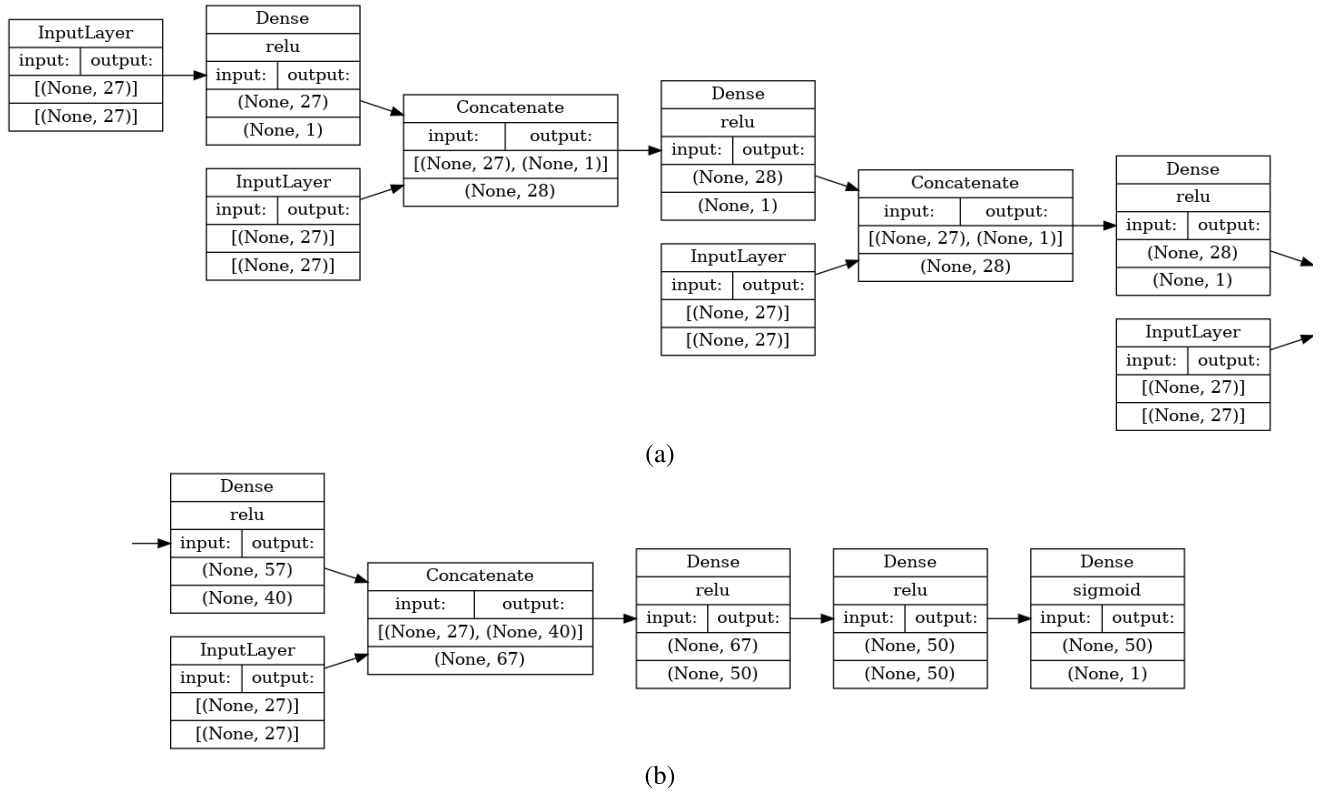 InputLayer
input: output:
[(None, 27)]
[(None, 27)]
Dense
relu
input: output:
(None, 27)
(None, 1)
InputLayer
input: output:
[(None, 27)]
[(None, 27)]
Concatenate
input: output:
[(None, 27), (None, 1)]
(None, 28)
Dense
relu
input: output:
(None, 28)
(None, 1)
InputLayer
input: output:
[(None, 27)]
[(None, 27)]
Concatenate
input: output:
[(None, 27), (None, 1)]
(None, 28)
Dense
relu
input: output:
(None, 28)
(None, 1)
InputLayer
input: output:
[(None, 27)]
[(None, 27)]
(a)
Dense
relu
input: output:
(None, 57)
(None, 40)
InputLayer
input: output:
[(None, 27)]
[(None, 27)]
Concatenate
input: output:
[(None, 27), (None, 40)]
(None, 67)
Dense
relu
input: output:
(None, 67)
(None, 50)
Dense
relu
input: output:
(None, 50)
(None, 50)
Dense
sigmoid
input: output:
(None, 50)
(None, 1)
(b)